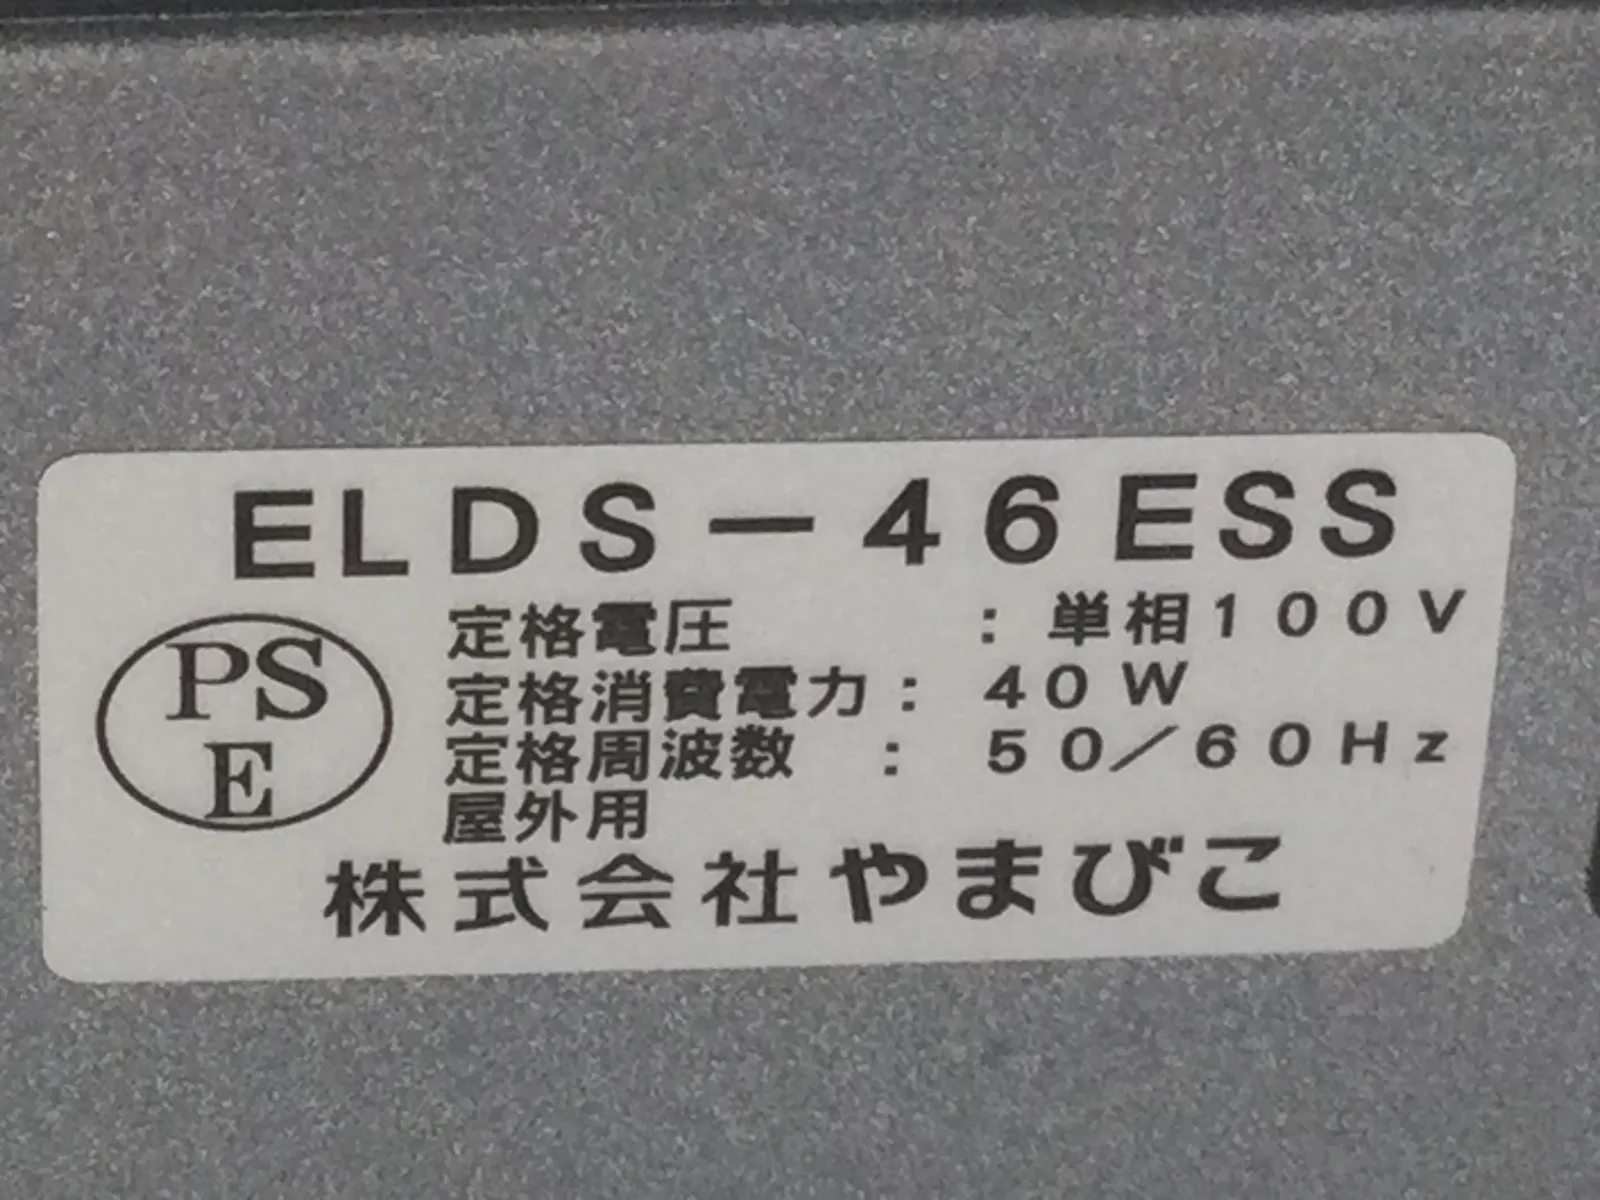 ELDS-46ESS
PS
E
定格電圧 : 単相100V
定格消費電力: 40W
定格周波数 : 50/60Hz
屋外用
株式会社やまびこ